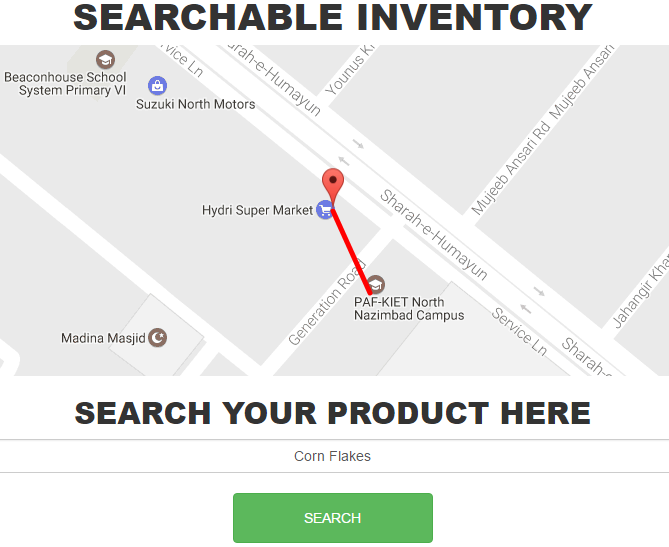 SEARCHABLE INVENTORY
Service Ln
Sharah-e-Humayun
Younus K
Mujeeb Ansari
Beaconhouse School
System Primary VI
Suzuki North Motors
Mujeeb Ansari Rd
Hydri Super Market
Sharah-e-Humayun
Generation Road
PAF-KIET North
Nazimbad Campus
Jahangir Kha
Service Ln
Sharah-e-
Madina Masjid
SEARCH YOUR PRODUCT HERE
Corn Flakes
SEARCH